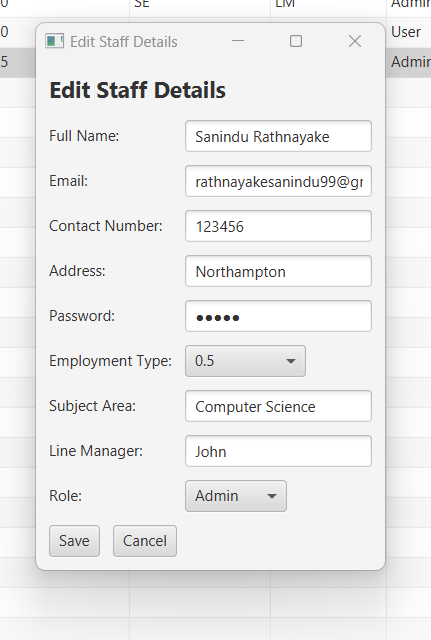 0 SE LM Admin
0 User
5 Admin
Edit Staff Details
Edit Staff Details
Full Name: Sanindu Rathnayake
Email: rathnayakesanindu99@gr
Contact Number: 123456
Address: Northampton
Password: ●●●●●
Employment Type: 0.5
Subject Area: Computer Science
Line Manager: John
Role: Admin
Save Cancel